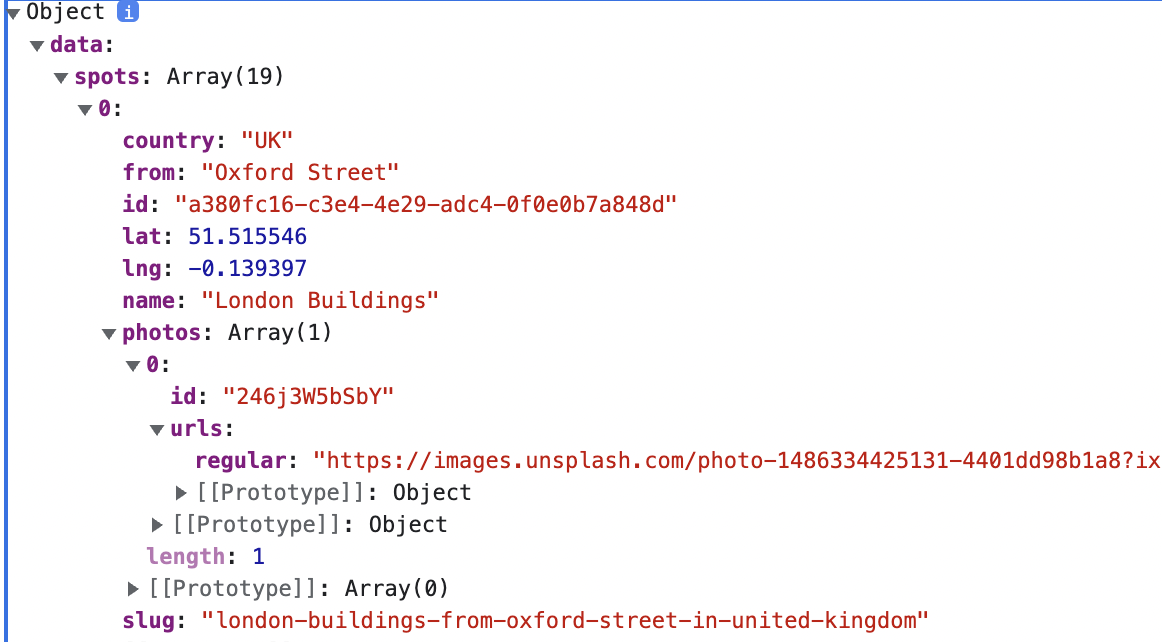 Object i
data:
spots: Array(19)
0:
country: "UK"
from: "Oxford Street"
id: "a380fc16-c3e4-4e29-adc4-0f0e0b7a848d"
lat: 51.515546
lng: -0.139397
name: "London Buildings"
photos: Array(1)
0:
id: "246j3W5bSbY"
urls:
regular: "https://images.unsplash.com/photo-1486334425131-4401dd98b1a8?ix
[[Prototype]]: Object
[[Prototype]]: Object
length: 1
[[Prototype]]: Array(0)
slug: "london-buildings-from-oxford-street-in-united-kingdom"